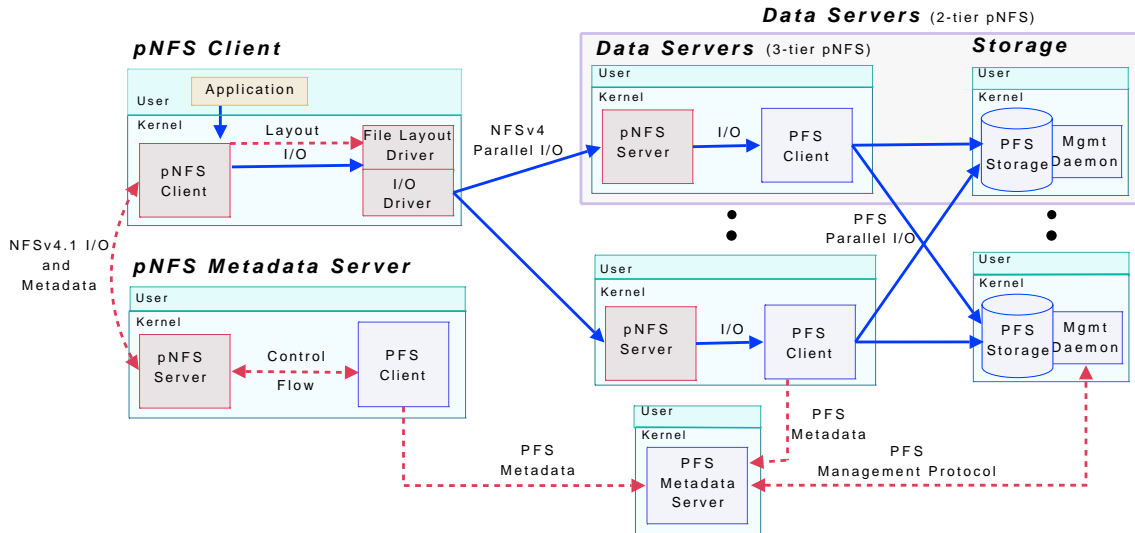 Data Servers (2-tier pNFS)
pNFS Client
Data Servers (3-tier pNFS)
Storage
User
Application
Kernel
Layout
I/O
pNFS
Client
File Layout
Driver
I/O
Driver
NFSv4
Parallel I/O
User
Kernel
pNFS
Server
I/O
PFS
Client
User
Kernel
PFS
Storage
Mgmt
Daemon
PFS
Parallel I/O
NFSv4.1 I/O
and
Metadata
pNFS Metadata Server
User
Kernel
pNFS
Server
Control
Flow
PFS
Client
User
Kernel
pNFS
Server
I/O
PFS
Client
User
Kernel
PFS
Storage
Mgmt
Daemon
PFS
Metadata
PFS
Metadata
User
Kernel
PFS
Metadata
Server
PFS
Management Protocol